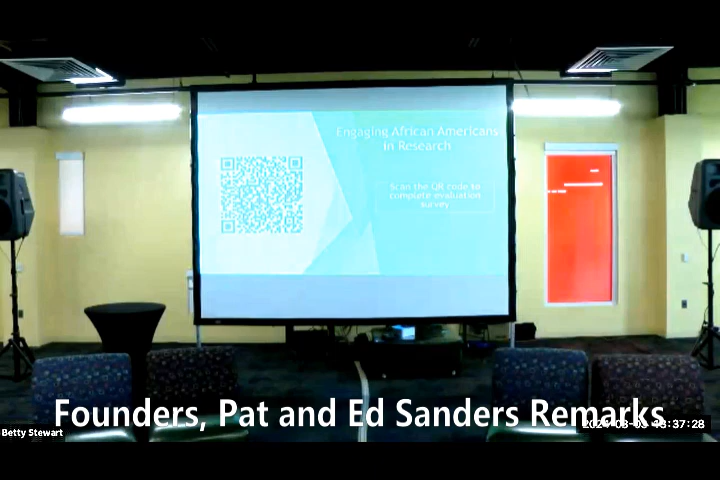 Engaging African Americans
in Research
Scan the QR code to
complete evaluation
survey
Founders, Pat and Ed Sanders Remarks
Betty Stewart